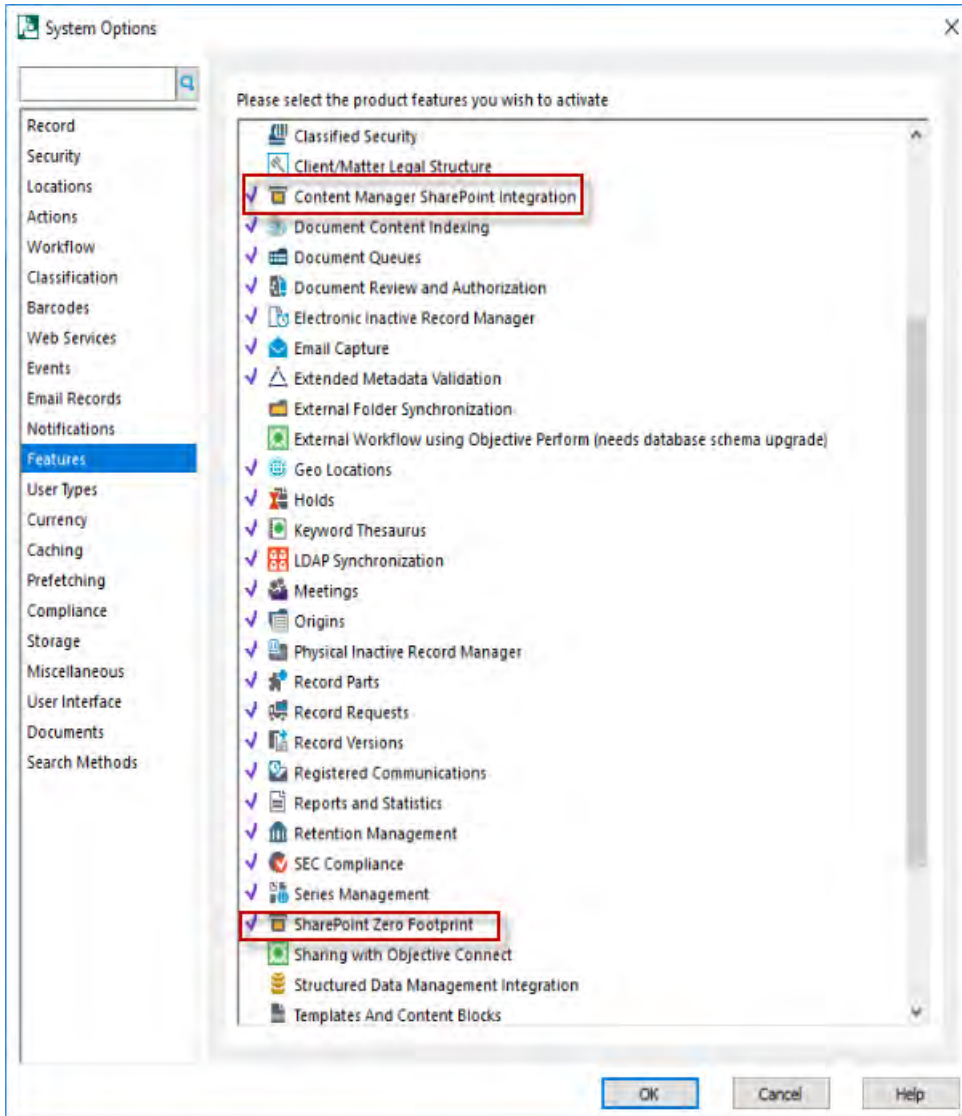 System Options
Please select the product features you wish to activate
Record
Security
Locations
Actions
Workflow
Classification
Barcodes
Web Services
Events
Email Records
Notifications
Features
User Types
Currency
Caching
Prefetching
Compliance
Storage
Miscellaneous
User Interface
Documents
Search Methods
Classified Security
Client/Matter Legal Structure
Content Manager SharePoint Integration
Document Content Indexing
Document Queues
Document Review and Authorization
Electronic Inactive Record Manager
Email Capture
Extended Metadata Validation
External Folder Synchronization
External Workflow using Objective Perform (needs database schema upgrade)
Geo Locations
Holds
Keyword Thesaurus
LDAP Synchronization
Meetings
Origins
Physical Inactive Record Manager
Record Parts
Record Requests
Record Versions
Registered Communications
Reports and Statistics
Retention Management
SEC Compliance
Series Management
SharePoint Zero Footprint
Sharing with Objective Connect
Structured Data Management Integration
Templates And Content Blocks
OK
Cancel
Help